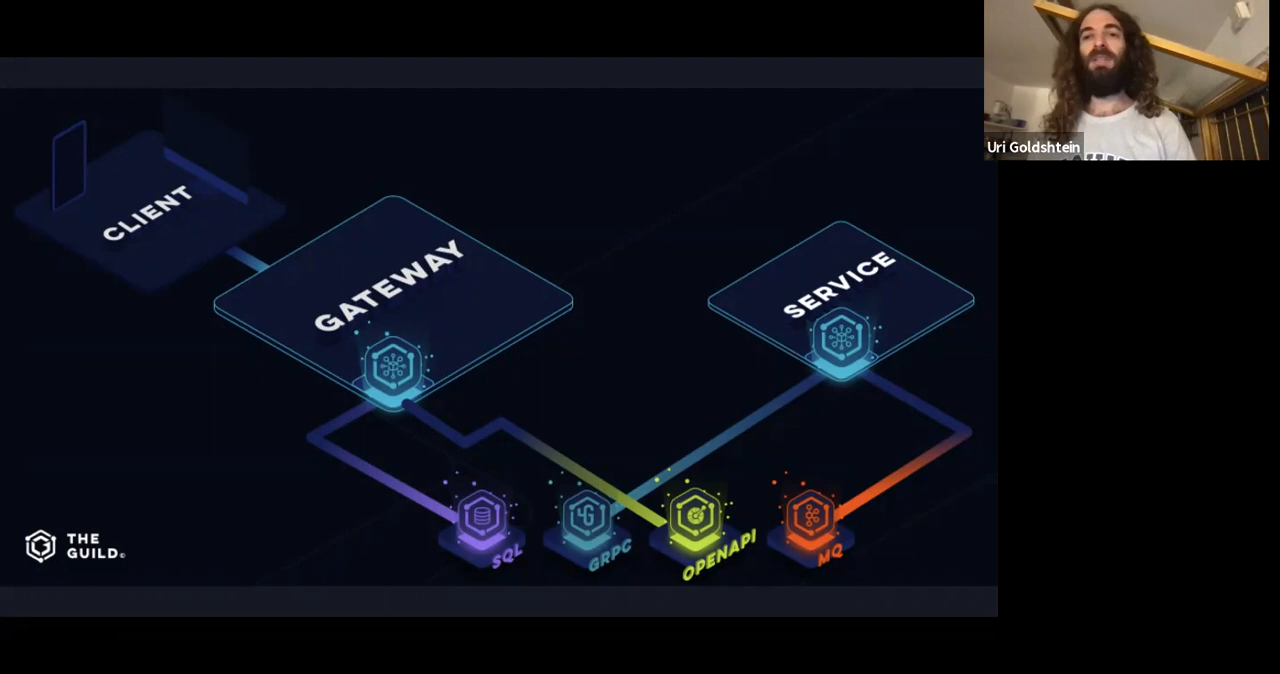 Uri Goldshtein
CLIENT
GATEWAY
SERVICE
SQL
GRPC
OPENAPI
MQ
THE
GUILD